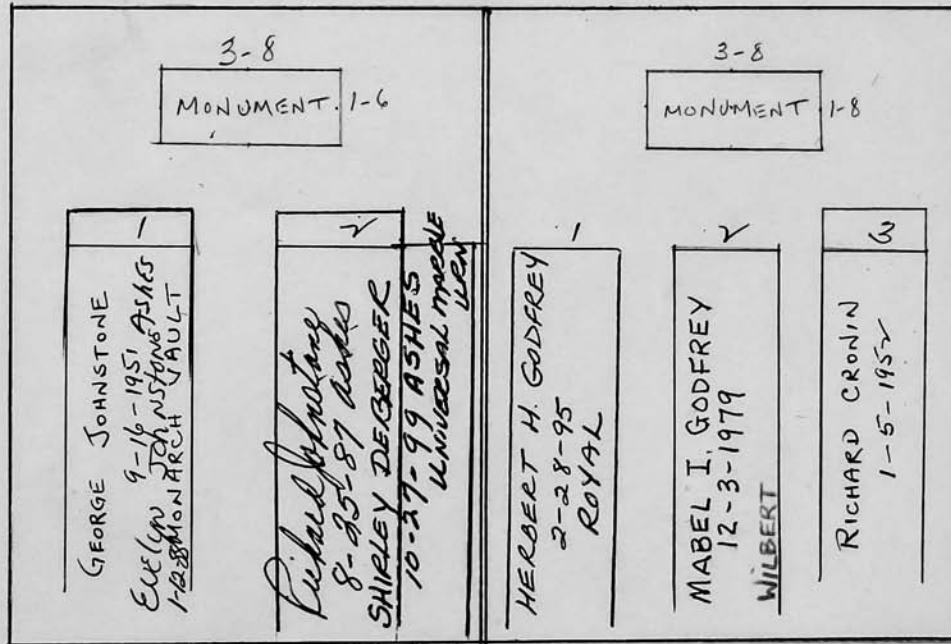 3-8
MONUMENT 1-6
1
GEORGE JOHNSTONE
9-16-1951 ASHES
EVELYN JOHNSTONE
MONARCH VAULT
2
Richard Johnstone
8-25-87 ashes
SHIRLEY DEBERGER
10-27-99 ASHES
UNIVERSAL MARBLE
URN
3-8
MONUMENT 1-8
1
HERBERT H. GODFREY
2-28-95
ROYAL
2
MABEL I. GODFREY
12-3-1979
WILBERT
3
RICHARD CRONIN
1-5-1952